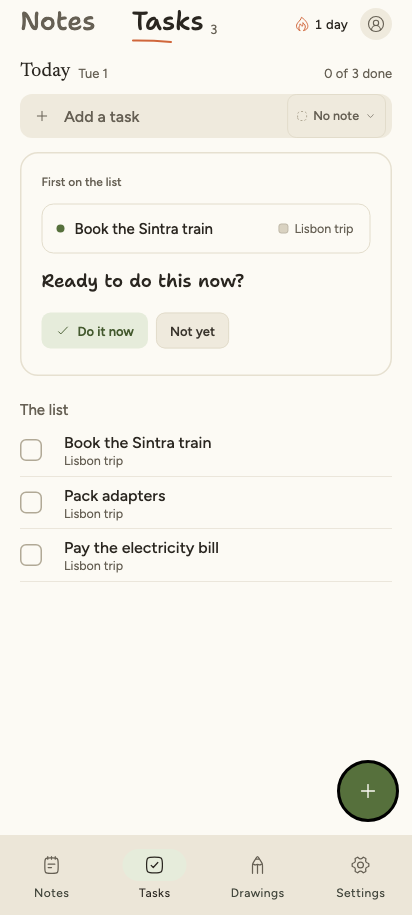 Notes
Tasks 3
1 day
Today Tue 1
0 of 3 done
Add a task
No note
First on the list
Book the Sintra train
Lisbon trip
Ready to do this now?
Do it now
Not yet
The list
Book the Sintra train
Lisbon trip
Pack adapters
Lisbon trip
Pay the electricity bill
Lisbon trip
Notes
Tasks
Drawings
Settings